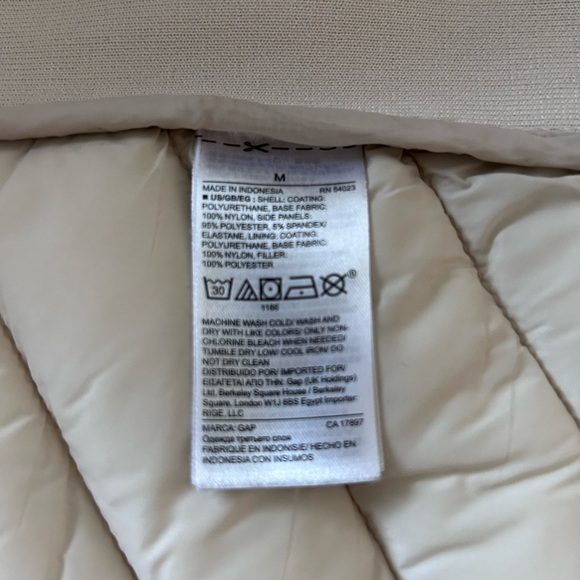 M
MADE IN INDONESIA RN 54023
■ US/GB/EG : SHELL: COATING:
POLYURETHANE, BASE FABRIC:
100% NYLON, SIDE PANELS:
95% POLYESTER, 5% SPANDEX/
ELASTANE, LINING: COATING:
POLYURETHANE, BASE FABRIC:
100% NYLON, FILLER:
100% POLYESTER
30 ®
1186
MACHINE WASH COLD/ WASH AND
DRY WITH LIKE COLORS/ ONLY NON-
CHLORINE BLEACH WHEN NEEDED/
TUMBLE DRY LOW/ COOL IRON/ DO
NOT DRY CLEAN
DISTRIBUIDO POR/ IMPORTED FOR/
ΕΙΣΑΓΕΤΑΙ ΑΠΟ ΤΗΝ: Gap (UK Holdings)
Ltd, Berkeley Square House / Berkeley
Square, London W1J 6BS Egypt Importer:
RIGE, LLC
MARCA: GAP CA 17897
Одежда третьего слоя
FABRIQUE EN INDONISIE/ HECHO EN
INDONESIA CON INSUMOS